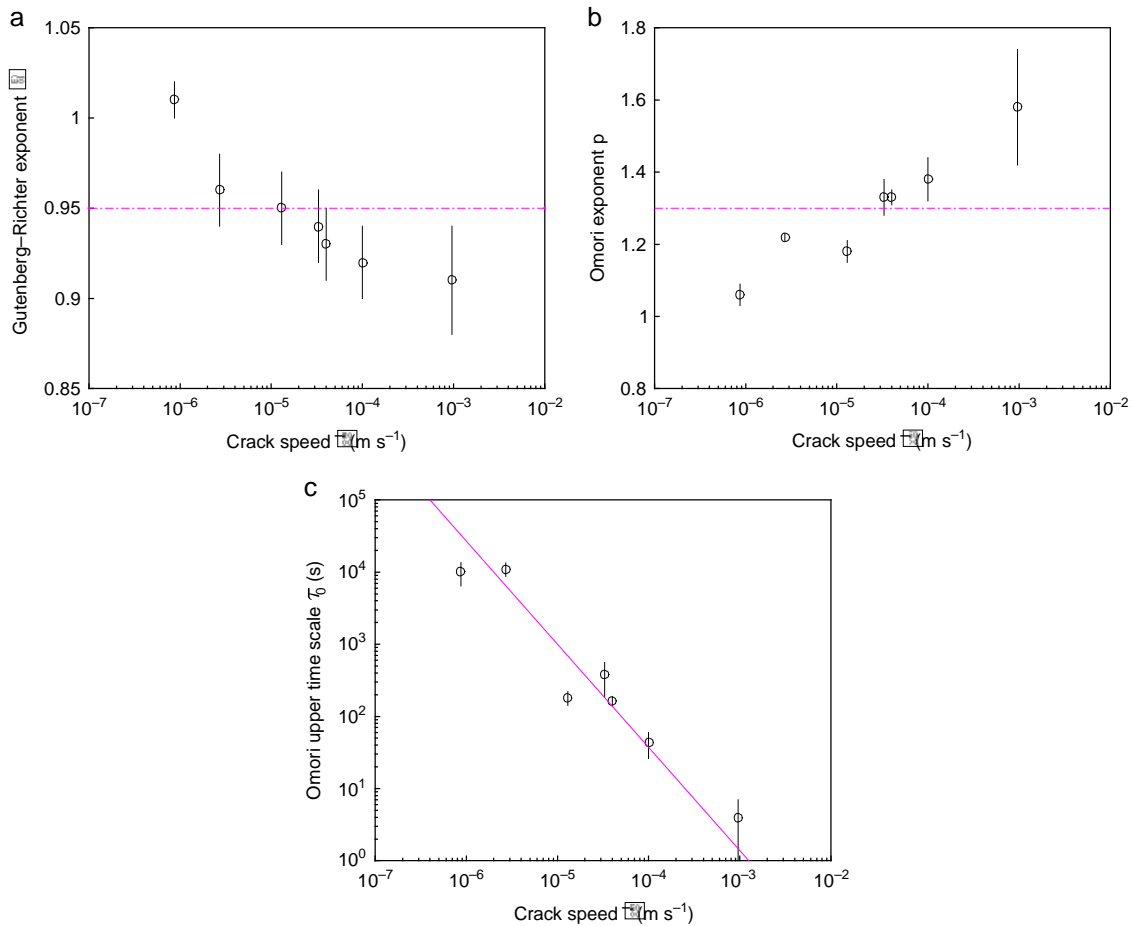 a
1.05
1
0.95
0.9
0.85
Gutenberg–Richter exponent
10⁻⁷ 10⁻⁶ 10⁻⁵ 10⁻⁴ 10⁻³ 10⁻²
Crack speed (m s⁻¹)
b
1.8
1.6
1.4
1.2
1
0.8
Omori exponent p
10⁻⁷ 10⁻⁶ 10⁻⁵ 10⁻⁴ 10⁻³ 10⁻²
Crack speed (m s⁻¹)
c
10⁵
10⁴
10³
10²
10¹
10⁰
Omori upper time scale τ₀ (s)
10⁻⁷ 10⁻⁶ 10⁻⁵ 10⁻⁴ 10⁻³ 10⁻²
Crack speed (m s⁻¹)